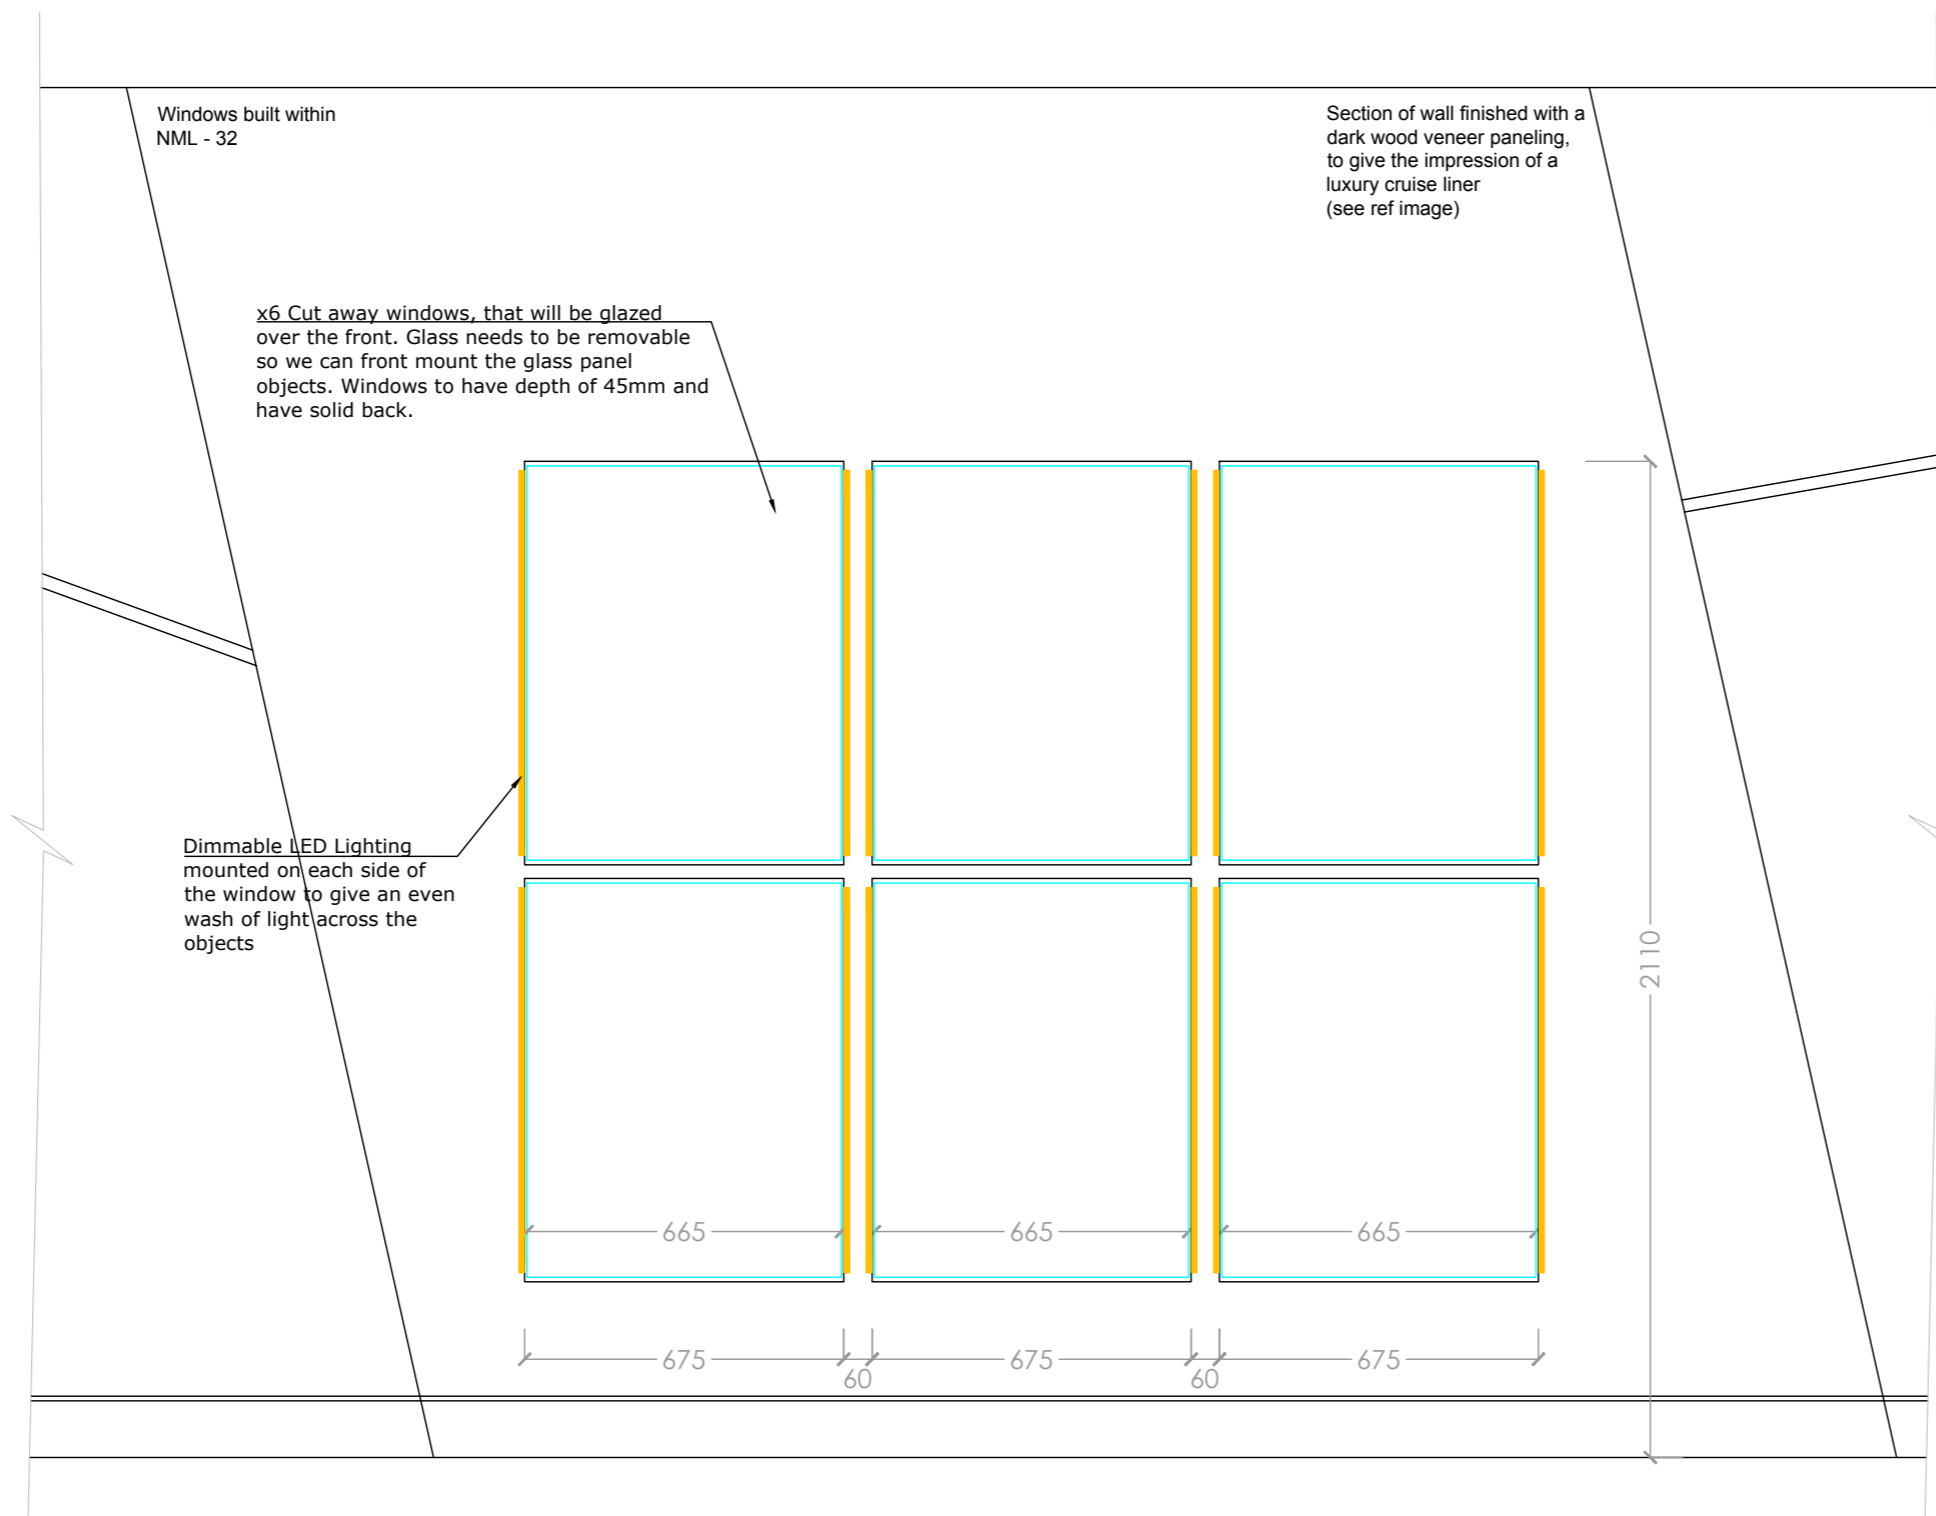 Windows built within
NML - 32
Section of wall finished with a
dark wood veneer paneling,
to give the impression of a
luxury cruise liner
(see ref image)
x6 Cut away windows, that will be glazed
over the front. Glass needs to be removable
so we can front mount the glass panel
objects. Windows to have depth of 45mm and
have solid back.
Dimmable LED Lighting
mounted on each side of
the window to give an even
wash of light across the
objects
2110
665
665
665
675
60
675
60
675